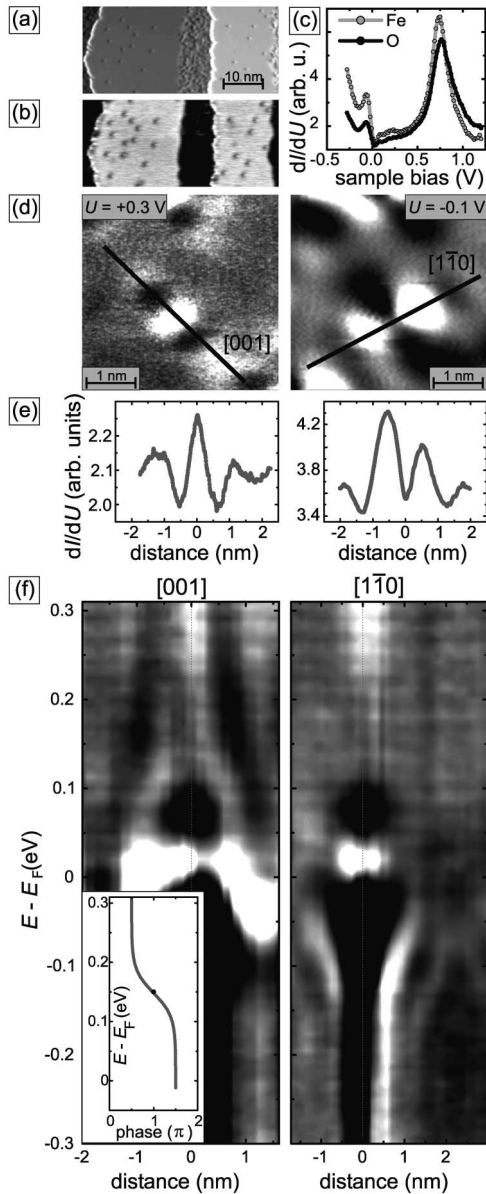 (a)
10 nm
(b)
(c)
Fe
O
dI/dU (arb. u.)
6
4
2
-0.5 0.0 0.5 1.0
sample bias (V)
(d)
U = +0.3 V
[001]
1 nm
U = -0.1 V
[11̄0]
1 nm
(e)
dI/dU (arb. units)
2.2
2.1
2.0
-2 -1 0 1 2
distance (nm)
4.2
3.8
3.4
-2 -1 0 1 2
distance (nm)
(f)
[001]
[11̄0]
E - E_F(eV)
0.3
0.2
0.1
0
-0.1
-0.2
-0.3
E - E_F(eV)
0.3
0.2
0.1
0
0 1 2
phase (π)
-2 -1 0 1
distance (nm)
-1 0 1 2
distance (nm)